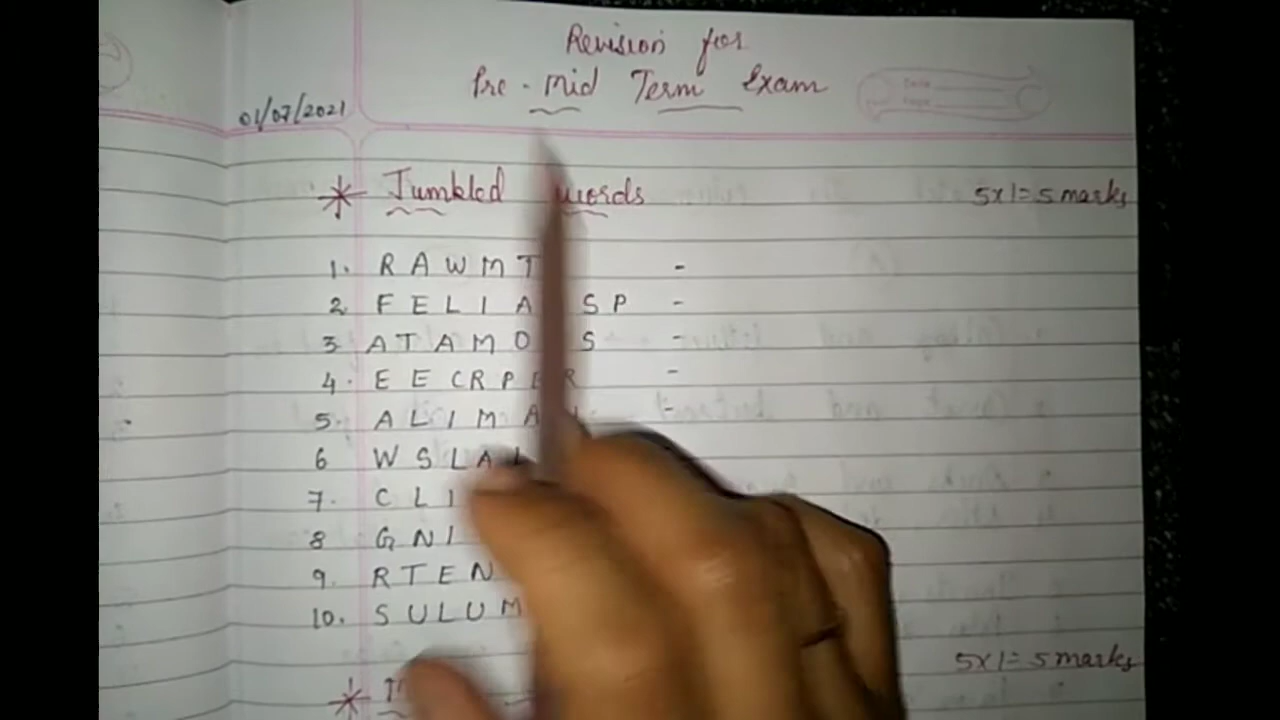 Revision for
Pre-Mid Term Exam
01/07/2021
* Jumbled words 5x1=5 marks
1. R A W M T -
2 F E L I A SP -
3 A T A M O S -
4. E E C R P E R -
5. A L I M A -
6 W S L A L
7. C L I
8 G N I
9. R T E N
10. S U L U M
5x1=5 marks
*